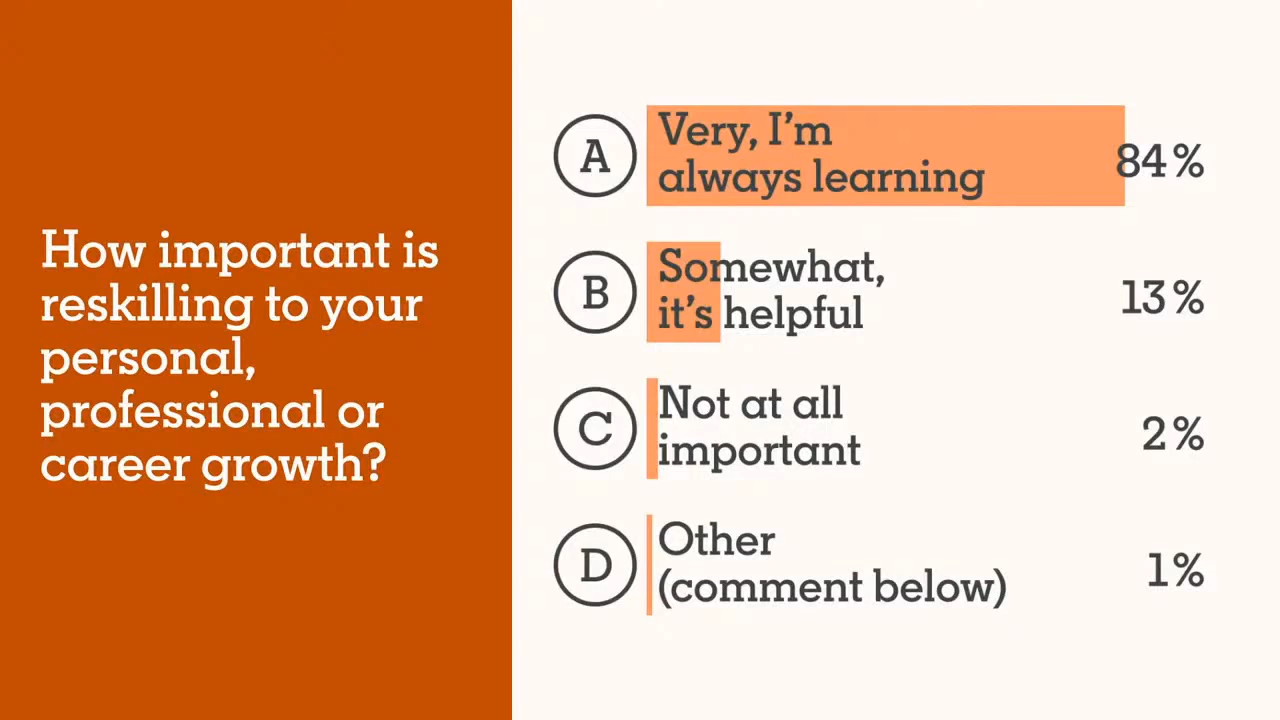 How important is
reskilling to your
personal,
professional or
career growth?
A
Very, I’m
always learning
84%
B
Somewhat,
it’s helpful
13%
C
Not at all
important
2%
D
Other
(comment below)
1%